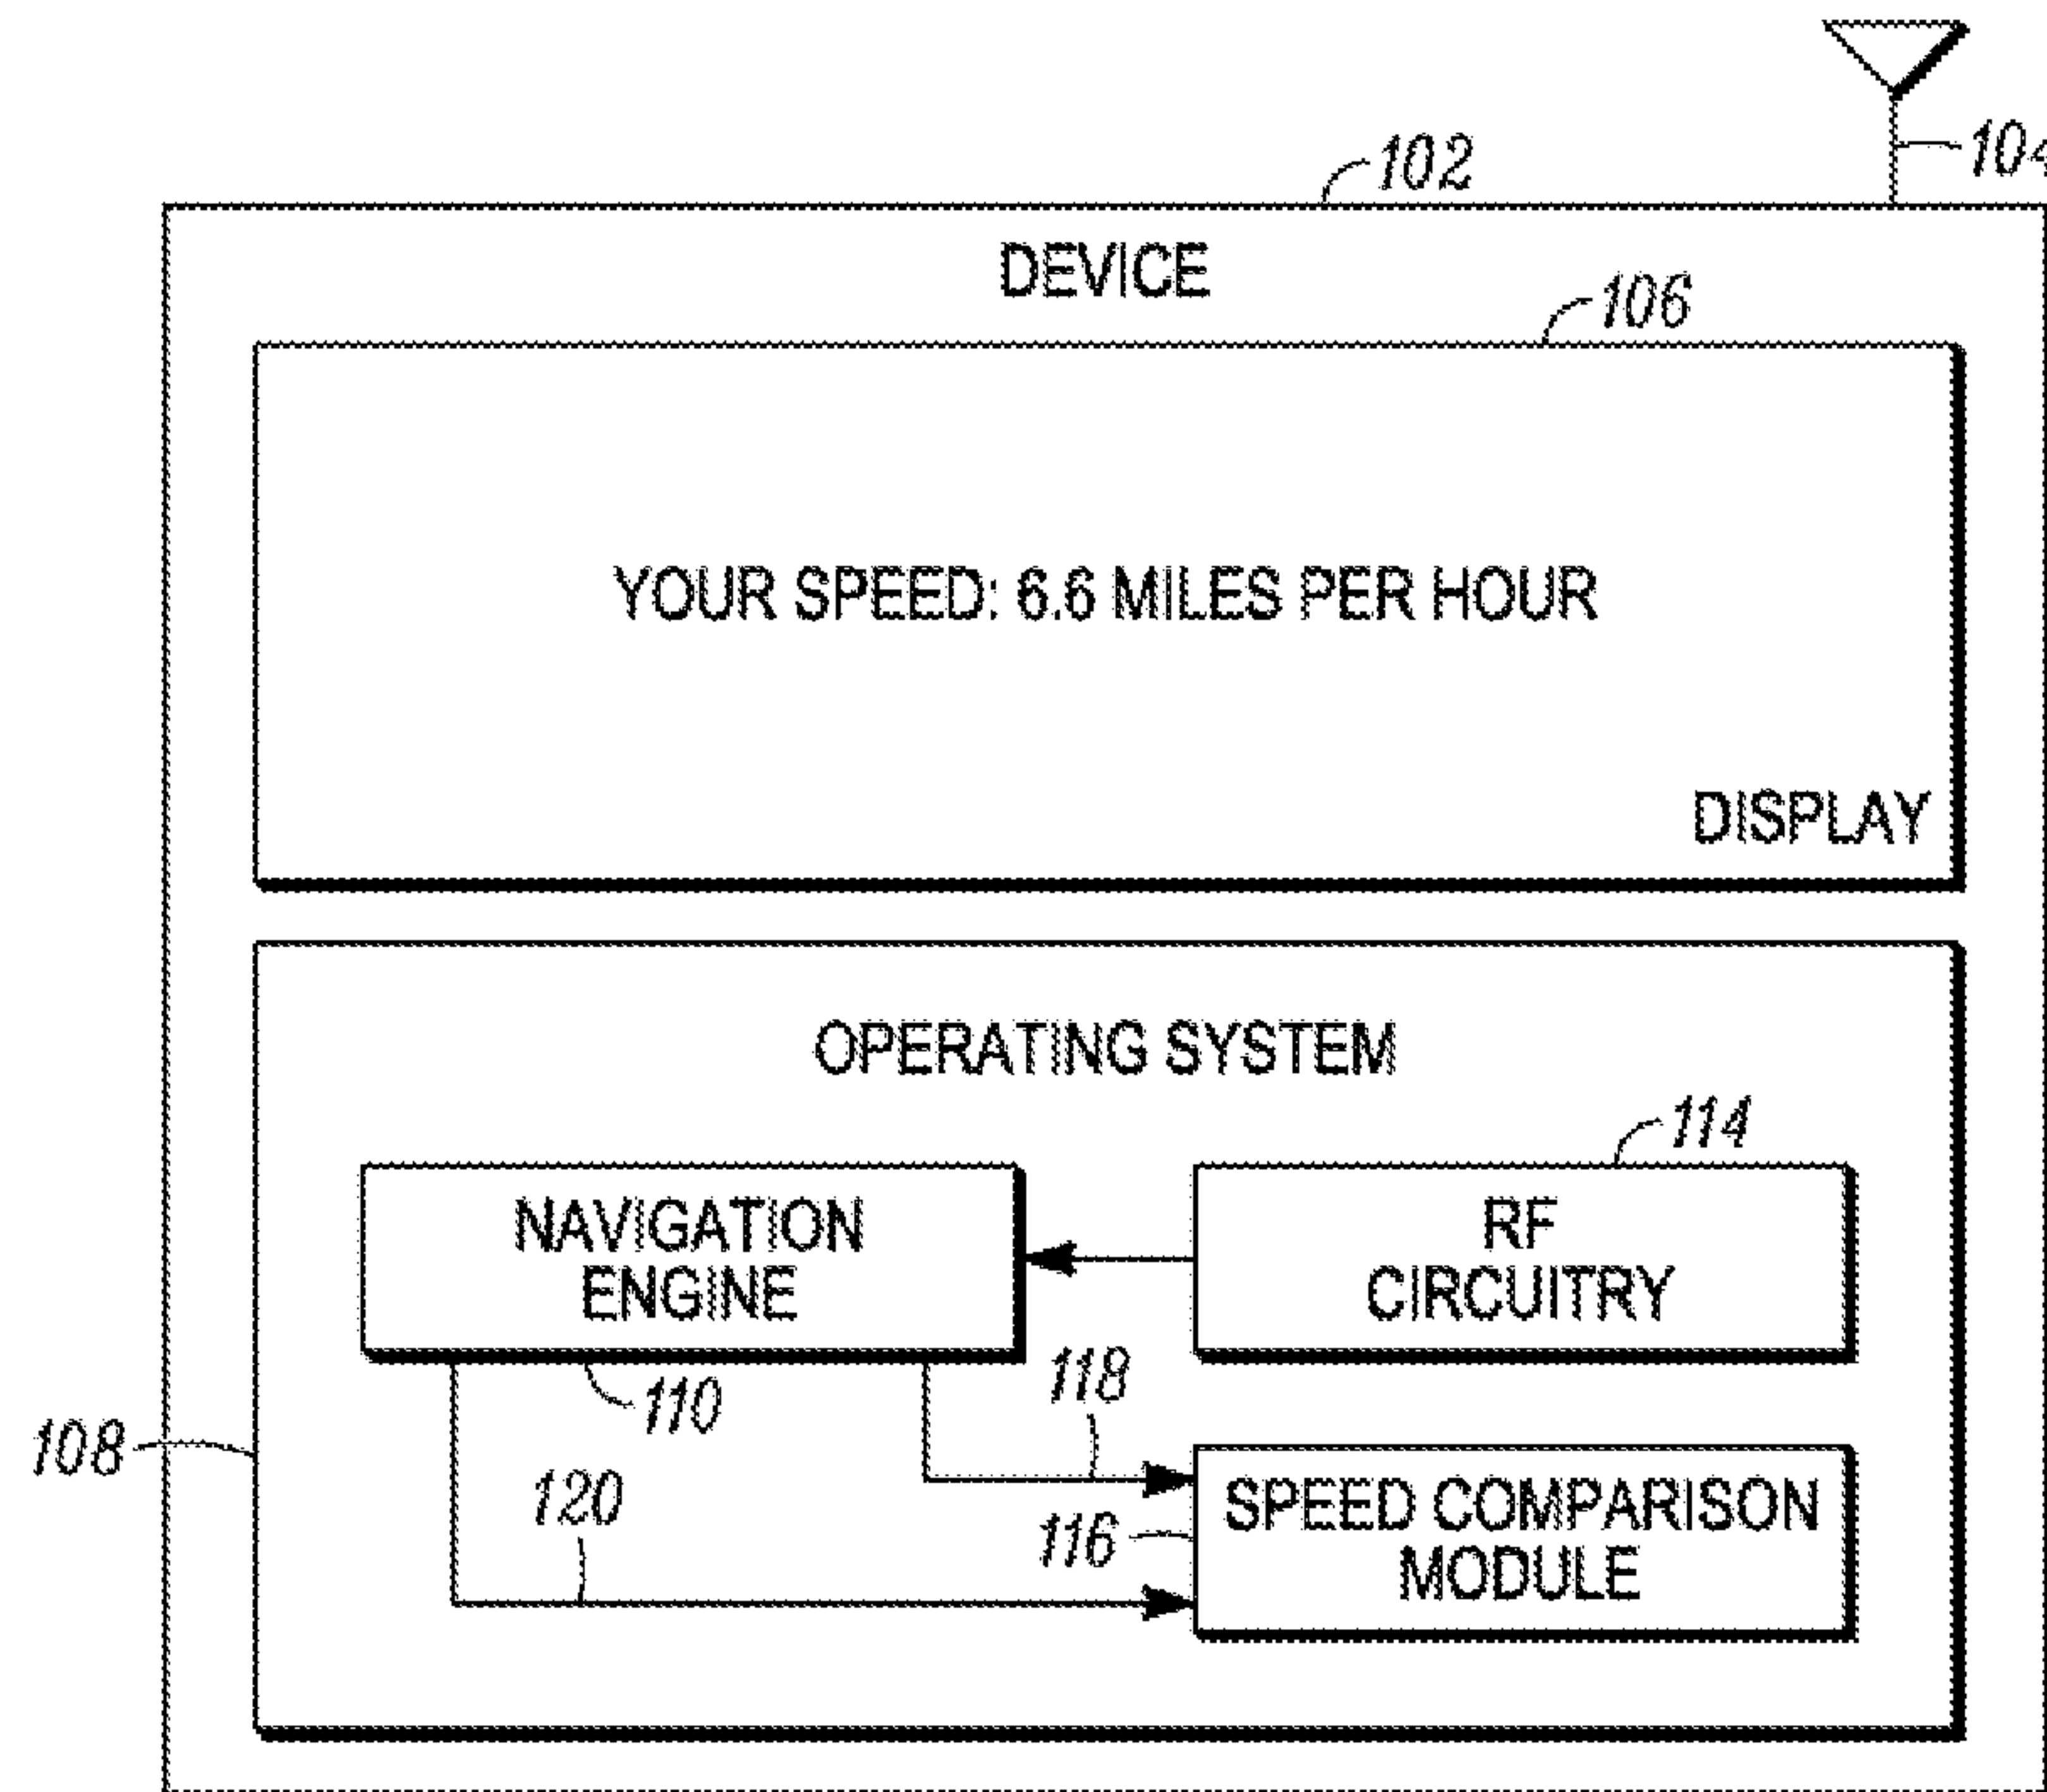 102
104
DEVICE
106
YOUR SPEED: 6.6 MILES PER HOUR
DISPLAY
OPERATING SYSTEM
114
NAVIGATION
ENGINE
RF
CIRCUITRY
110
118
108
120
116
SPEED COMPARISON
MODULE